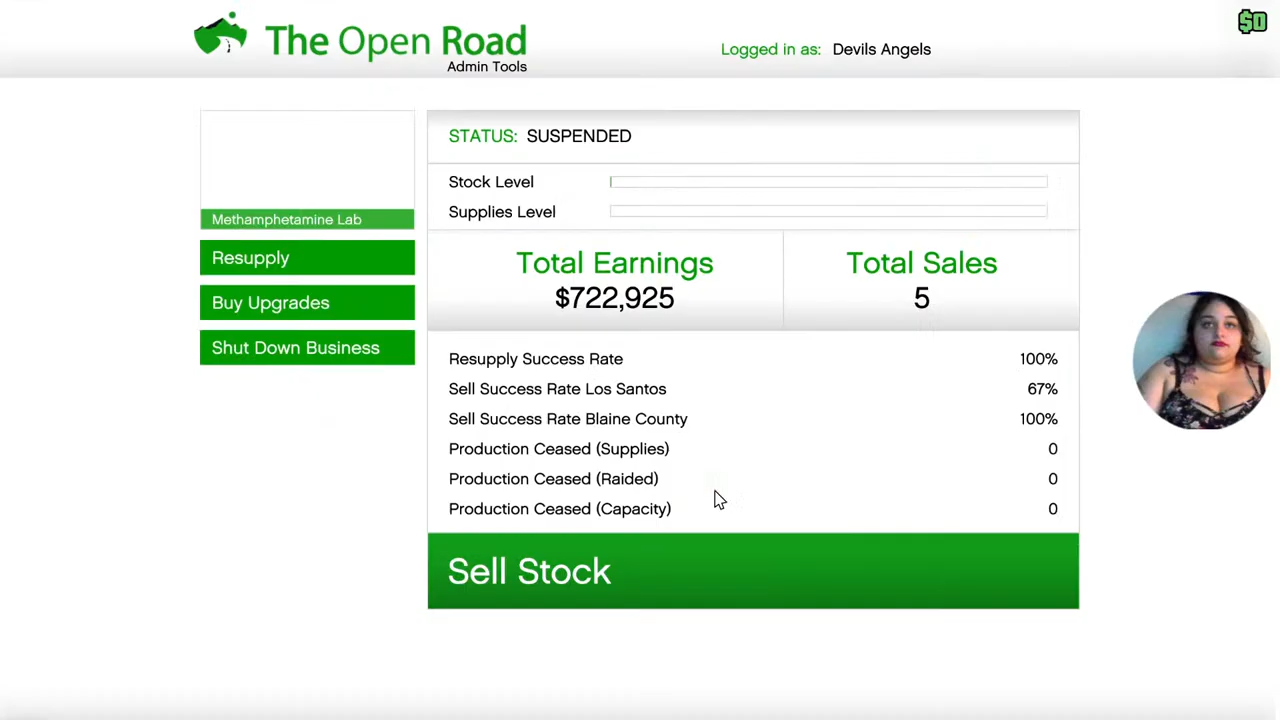 The Open Road
Admin Tools
Logged in as: Devils Angels
$0
Methamphetamine Lab
Resupply
Buy Upgrades
Shut Down Business
STATUS: SUSPENDED
Stock Level
Supplies Level
Total Earnings
$722,925
Total Sales
5
Resupply Success Rate 100%
Sell Success Rate Los Santos 67%
Sell Success Rate Blaine County 100%
Production Ceased (Supplies) 0
Production Ceased (Raided) 0
Production Ceased (Capacity) 0
Sell Stock